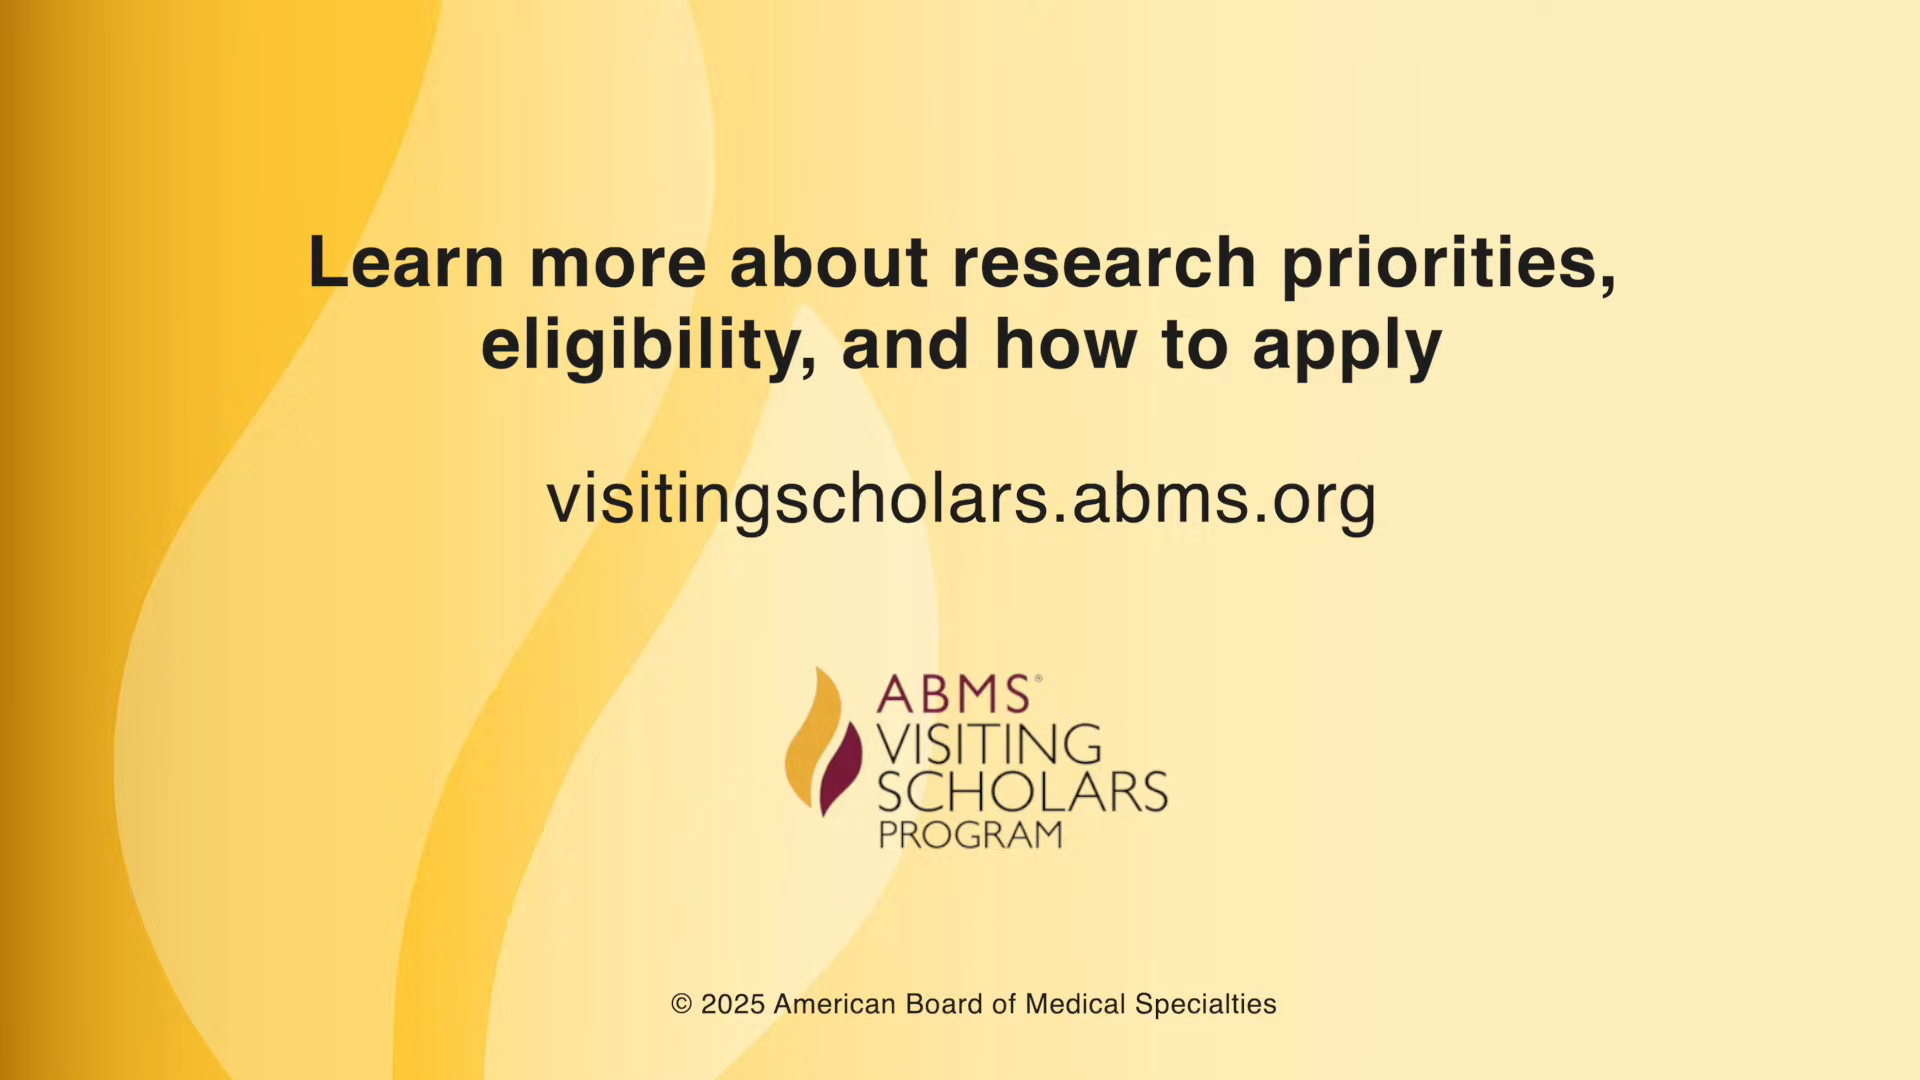 Learn more about research priorities,
eligibility, and how to apply
visitingscholars.abms.org
ABMS®
VISITING
SCHOLARS
PROGRAM
© 2025 American Board of Medical Specialties